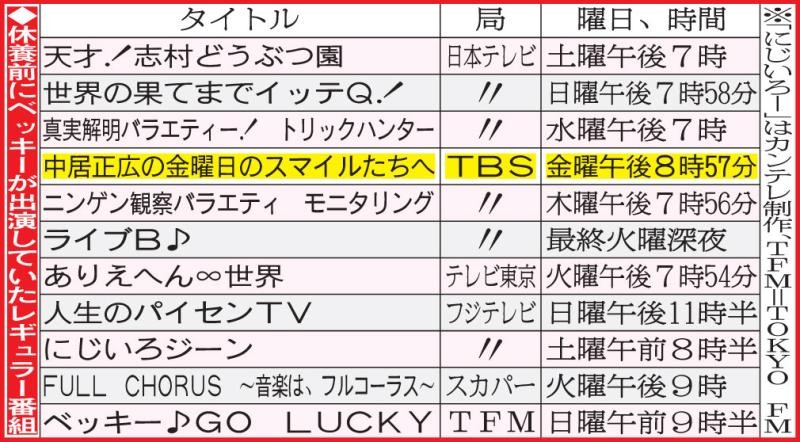 ◆休養前にベッキーが出演していたレギュラー番組
タイトル 局 曜日、時間
天才!志村どうぶつ園 日本テレビ 土曜午後7時
世界の果てまでイッテQ! 〃 日曜午後7時58分
真実解明バラエティー! トリックハンター 〃 水曜午後7時
中居正広の金曜日のスマイルたちへ TBS 金曜午後8時57分
ニンゲン観察バラエティ モニタリング 〃 木曜午後7時56分
ライブB♪ 〃 最終火曜深夜
ありえへん∞世界 テレビ東京 火曜午後7時54分
人生のパイセンTV フジテレビ 日曜午後11時半
にじいろジーン 〃 土曜午前8時半
FULL CHORUS ~音楽は、フルコーラス~ スカパー 火曜午後9時
ベッキー♪GO LUCKY TFM 日曜午前9時半
※「にじいろー」はカンテレ制作、TFM=TOKYO FM